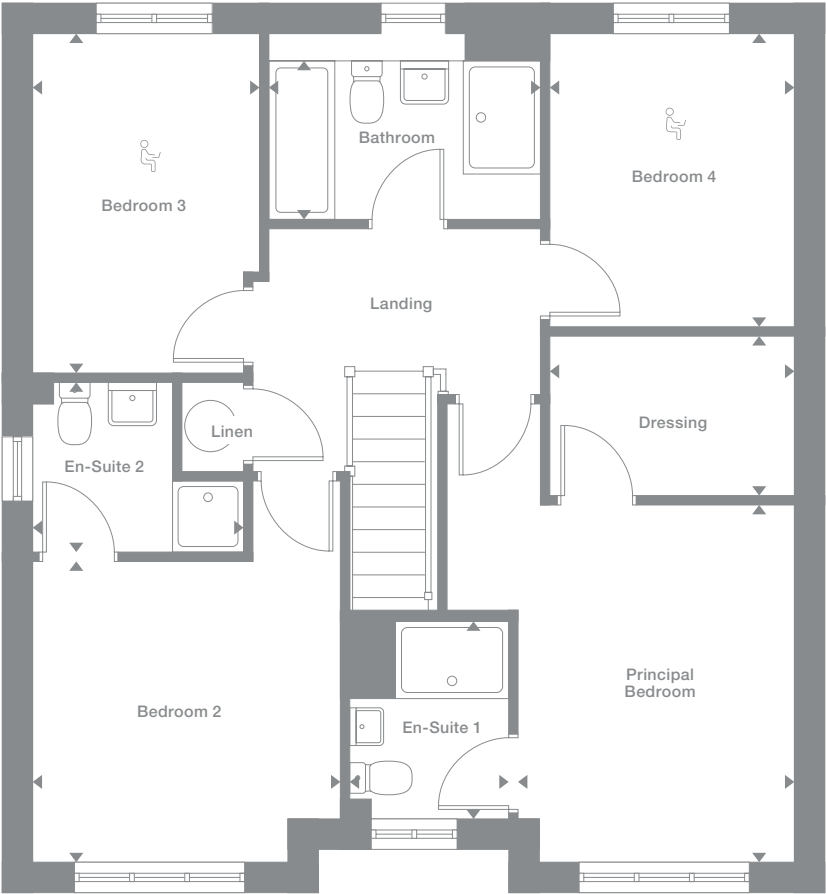 Bathroom
Bedroom 4
Bedroom 3
Landing
Dressing
Linen
En-Suite 2
Principal
Bedroom
Bedroom 2
En-Suite 1